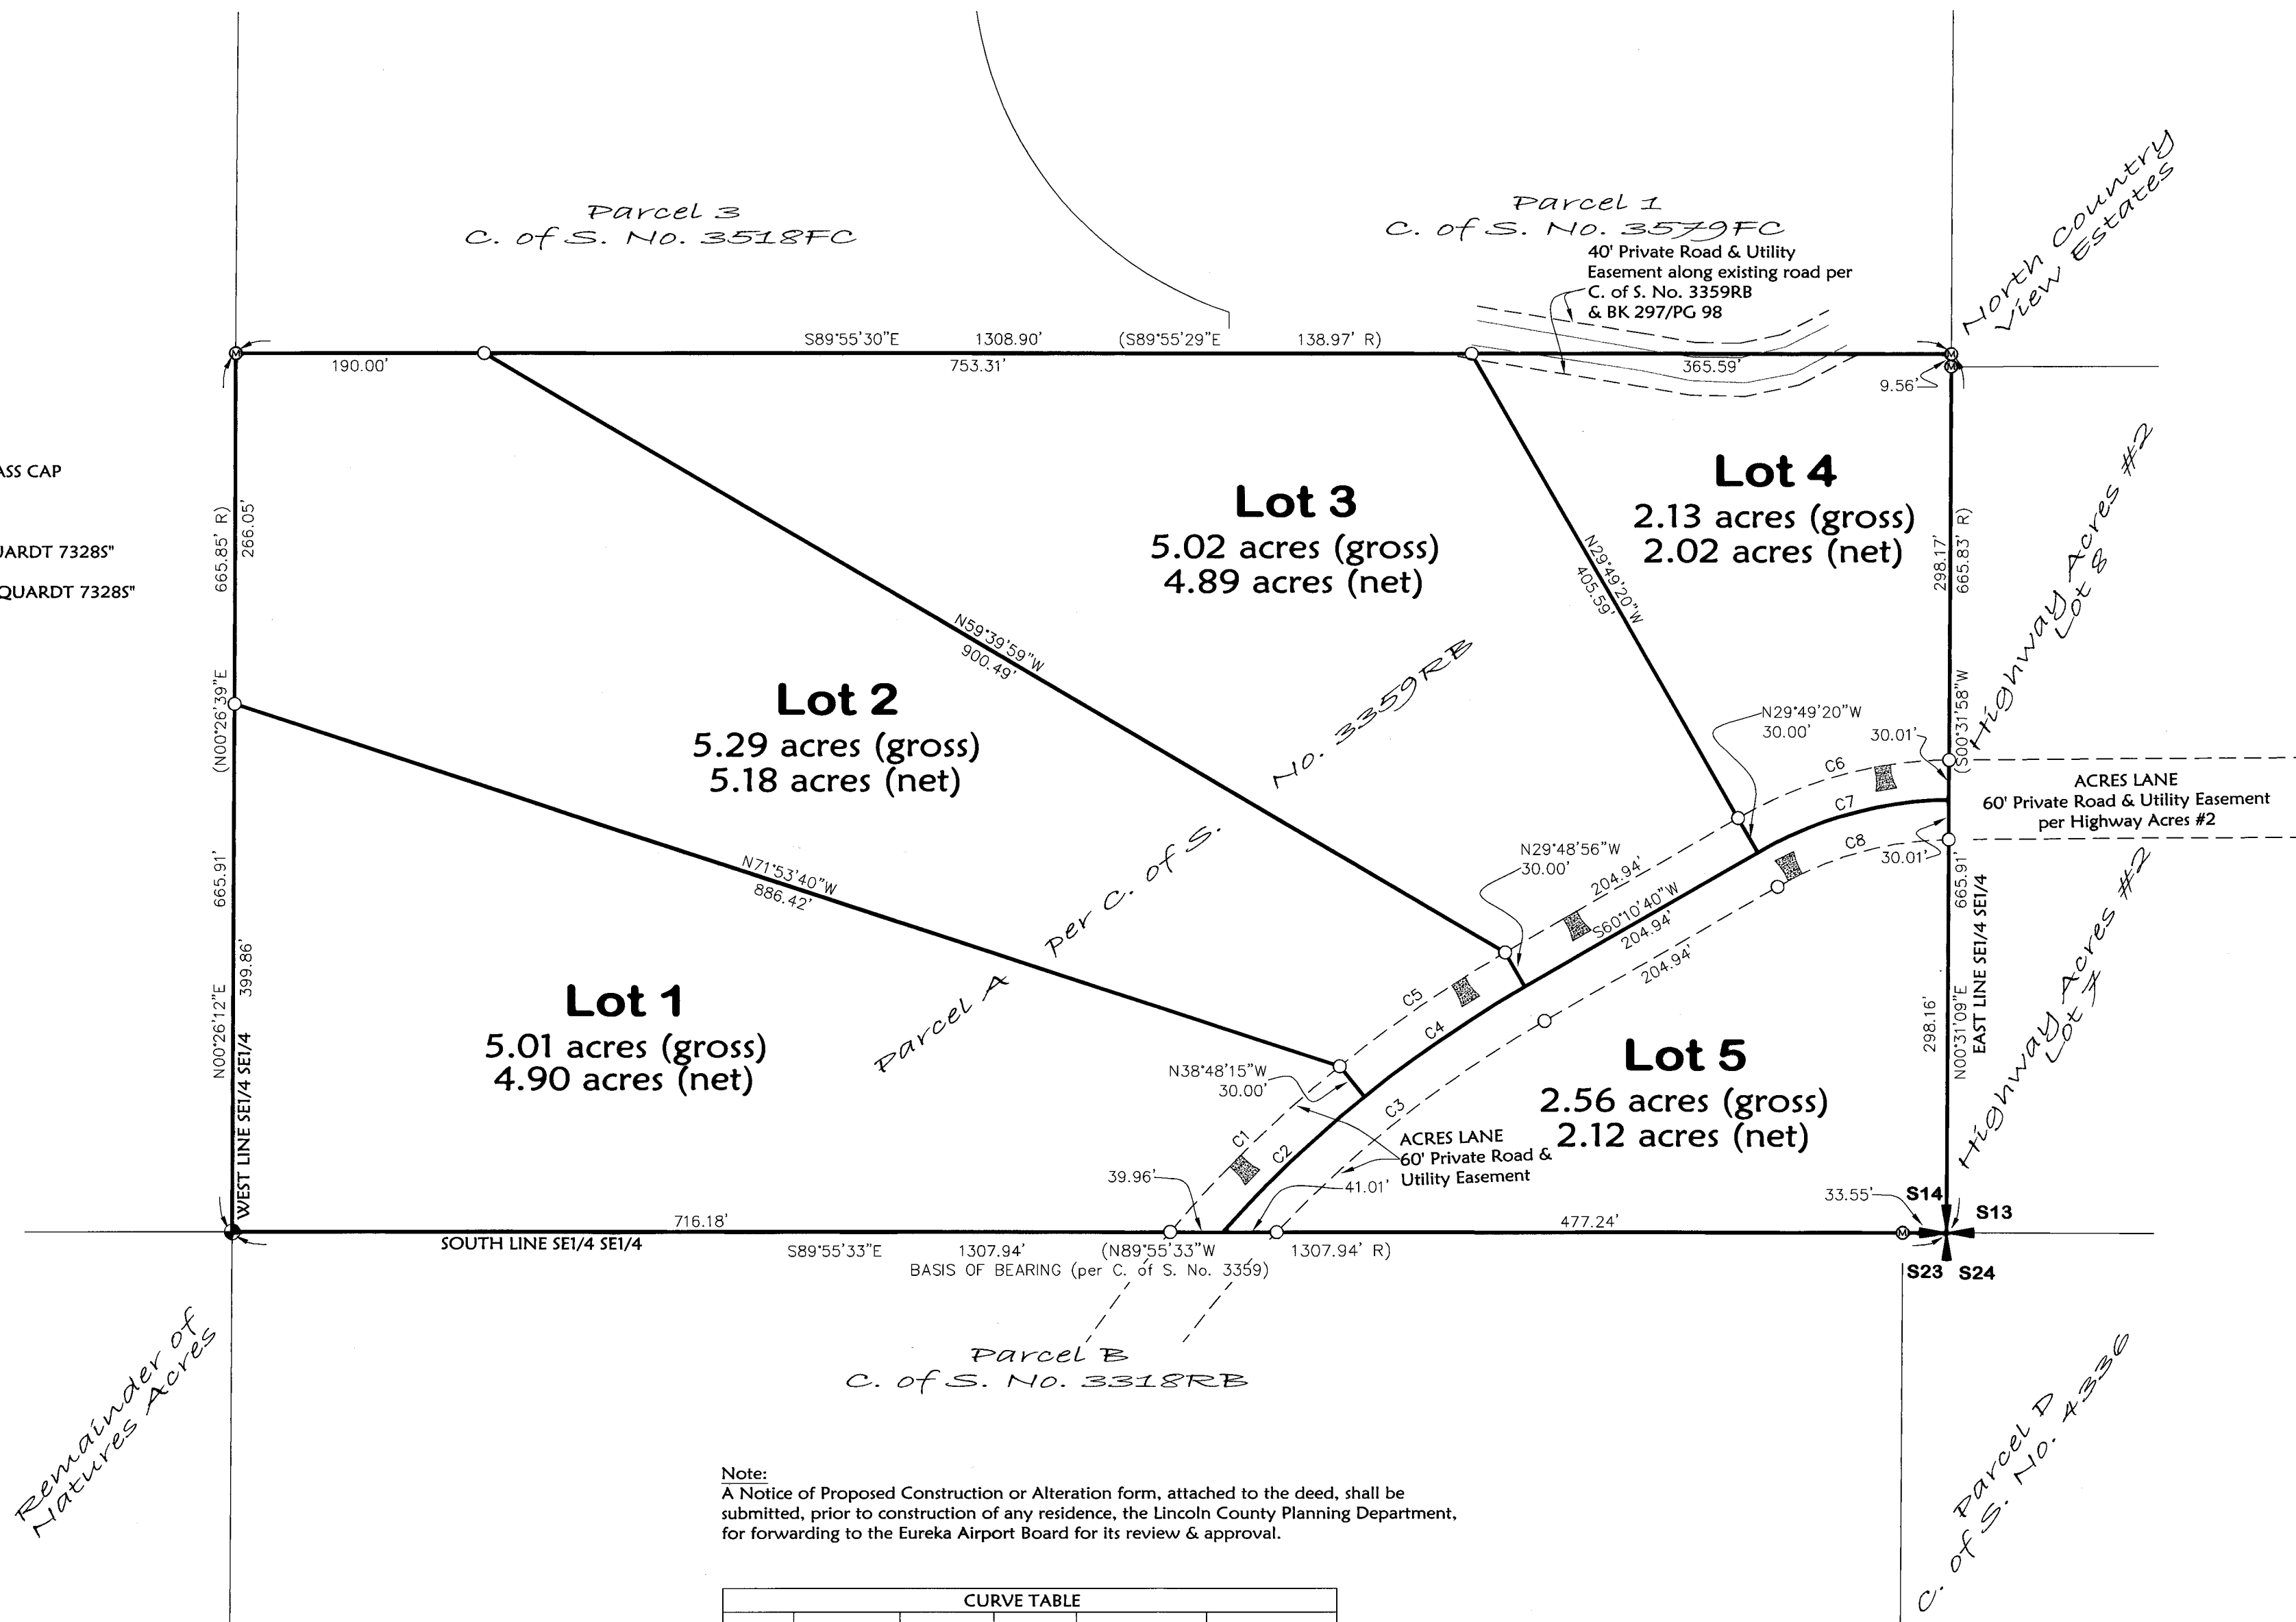 Parcel 3
C. of S. No. 3518FC
Parcel 1
C. of S. No. 3579FC
40' Private Road & Utility
Easement along existing road per
C. of S. No. 3359RB
& BK 297/PG 98
North Country
View Estates
S89°55'30"E 1308.90' (S89°55'29"E 138.97' R)
190.00' 753.31' 365.59'
9.56'
ASS CAP
UARDT 7328S"
QUARDT 7328S"
(N00°26'39"E 665.85' R)
266.05'
Lot 3
5.02 acres (gross)
4.89 acres (net)
Lot 4
2.13 acres (gross)
2.02 acres (net)
N29°49'20"W
405.59'
298.17'
(S00°31'58"W 665.83' R)
Highway Acres #2
Lot 8
N59°39'59"W
900.49'
Lot 2
5.29 acres (gross)
5.18 acres (net)
Parcel A per C. of S. No. 3359RB
N29°49'20"W
30.00'
30.01'
C6
C7
C8
30.01'
ACRES LANE
60' Private Road & Utility Easement
per Highway Acres #2
N71°53'40"W
886.42'
N29°48'56"W
30.00'
204.94'
S60°10'40"W
204.94'
204.94'
N00°26'12"E 665.91'
399.86'
WEST LINE SE1/4 SE1/4
Lot 1
5.01 acres (gross)
4.90 acres (net)
C5
C4
N38°48'15"W
30.00'
C1
C2
C3
ACRES LANE
60' Private Road &
Utility Easement
Lot 5
2.56 acres (gross)
2.12 acres (net)
298.16'
N00°31'09"E 665.91'
EAST LINE SE1/4 SE1/4
Highway Acres #2
Lot 7
39.96'
41.01'
33.55'
S14
S13
S23 S24
716.18' 477.24'
SOUTH LINE SE1/4 SE1/4
S89°55'33"E 1307.94' (N89°55'33"W 1307.94' R)
BASIS OF BEARING (per C. of S. No. 3359)
Parcel B
C. of S. No. 3318RB
Remainder of
Natures Acres
Parcel D
C. of S. No. 4336
Note:
A Notice of Proposed Construction or Alteration form, attached to the deed, shall be
submitted, prior to construction of any residence, the Lincoln County Planning Department,
for forwarding to the Eureka Airport Board for its review & approval.
CURVE TABLE